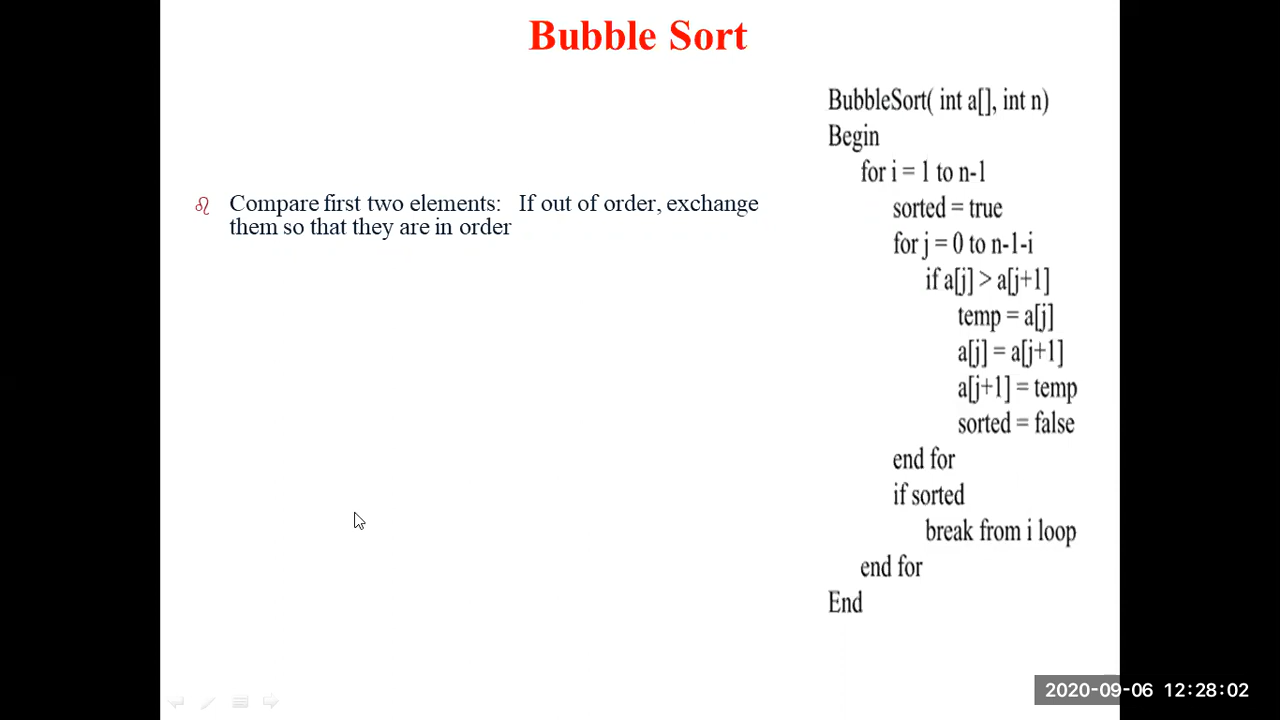 Bubble Sort
Compare first two elements: If out of order, exchange
them so that they are in order
BubbleSort( int a[], int n)
Begin
for i = 1 to n-1
sorted = true
for j = 0 to n-1-i
if a[j] > a[j+1]
temp = a[j]
a[j] = a[j+1]
a[j+1] = temp
sorted = false
end for
if sorted
break from i loop
end for
End
2020-09-06 12:28:02